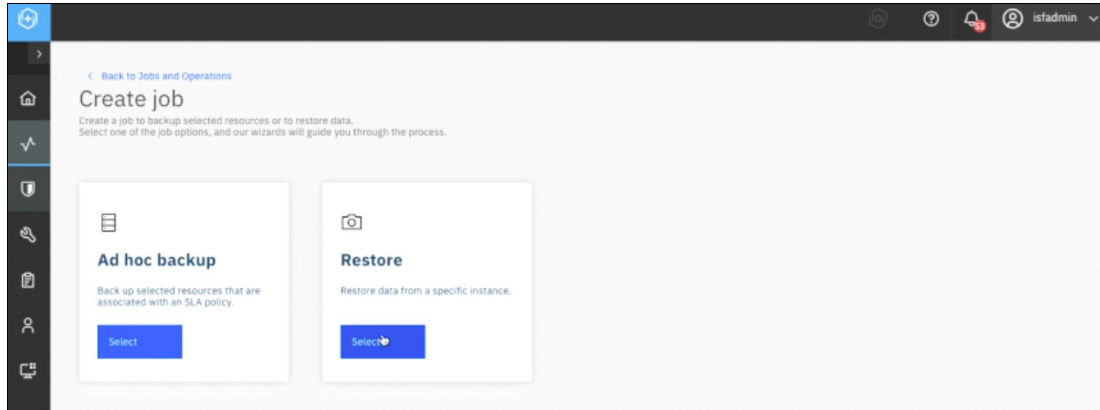 isfadmin
53
< Back to Jobs and Operations
Create job
Create a job to backup selected resources or to restore data.
Select one of the job options, and our wizards will guide you through the process.
Ad hoc backup
Back up selected resources that are
associated with an SLA policy.
Select
Restore
Restore data from a specific instance.
Select